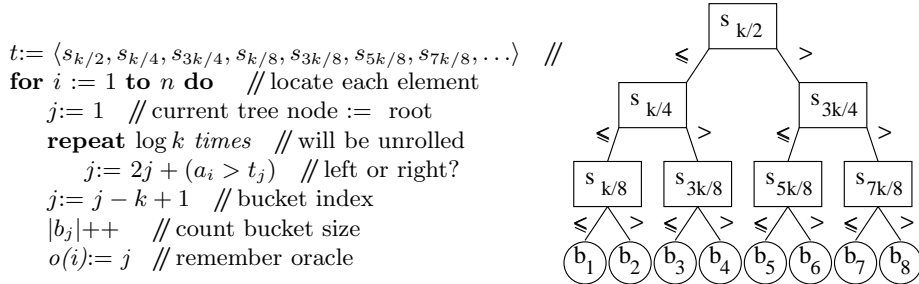 t:= ⟨s_{k/2}, s_{k/4}, s_{3k/4}, s_{k/8}, s_{3k/8}, s_{5k/8}, s_{7k/8}, ...⟩ //
for i := 1 to n do // locate each element
j:= 1 // current tree node := root
repeat log k times // will be unrolled
j:= 2j + (a_i > t_j) // left or right?
j:= j − k + 1 // bucket index
|b_j|++ // count bucket size
o(i):= j // remember oracle
s_{k/2}
≤ >
s_{k/4} s_{3k/4}
≤ > ≤ >
s_{k/8} s_{3k/8} s_{5k/8} s_{7k/8}
≤ > ≤ > ≤ > ≤ >
b_1 b_2 b_3 b_4 b_5 b_6 b_7 b_8